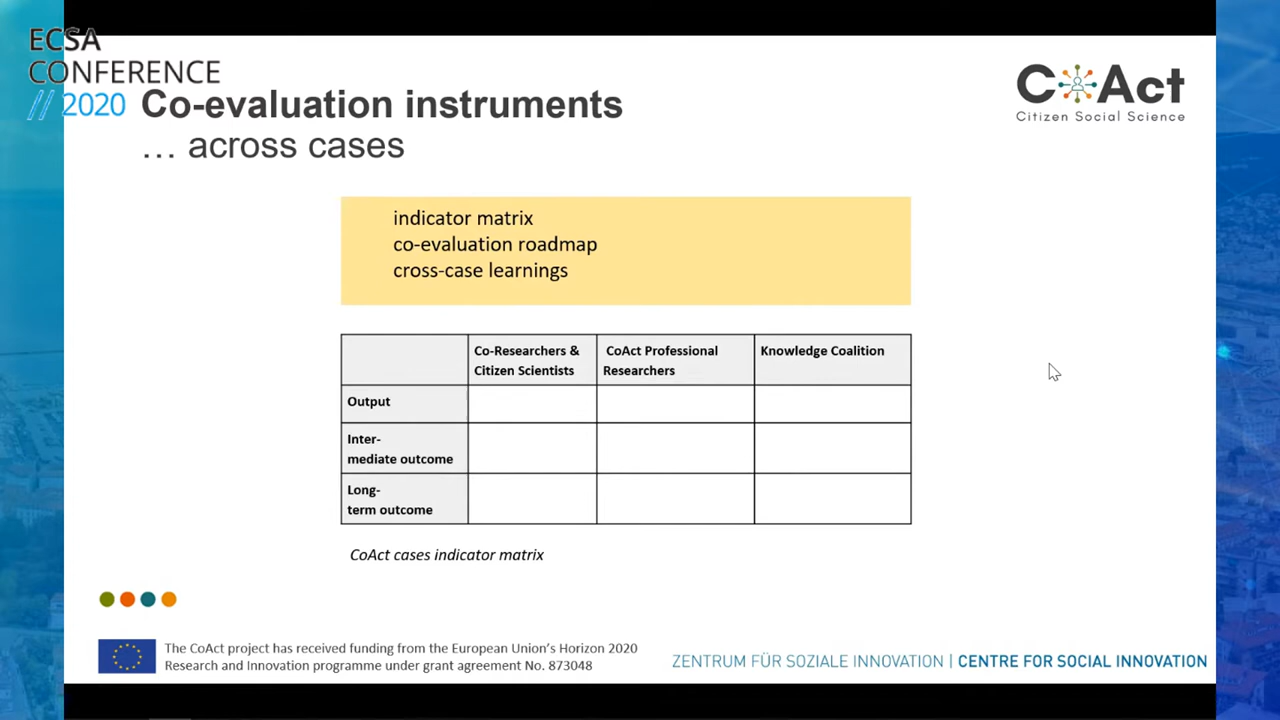 ECSA
CONFERENCE
// 2020
Co-evaluation instruments
… across cases
CoAct
Citizen Social Science
indicator matrix
co-evaluation roadmap
cross-case learnings
Co-Researchers &
Citizen Scientists
CoAct Professional
Researchers
Knowledge Coalition
Output
Inter-
mediate outcome
Long-
term outcome
CoAct cases indicator matrix
The CoAct project has received funding from the European Union's Horizon 2020
Research and Innovation programme under grant agreement No. 873048
ZENTRUM FÜR SOZIALE INNOVATION | CENTRE FOR SOCIAL INNOVATION